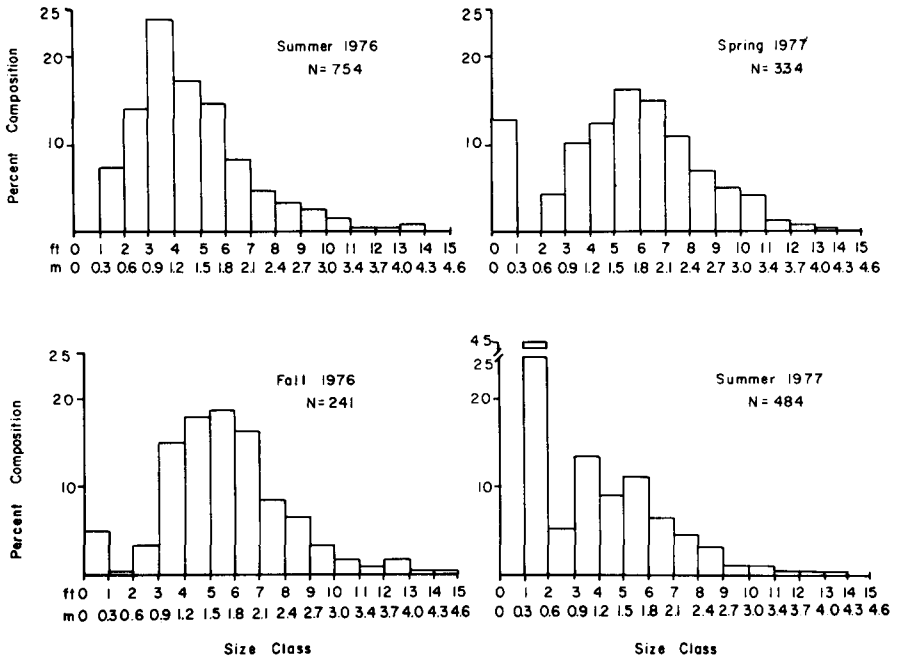 25
20
10
Percent Composition
Summer 1976
N= 754
ft 0 1 2 3 4 5 6 7 8 9 10 11 12 13 14 15
m 0 0.3 0.6 0.9 1.2 1.5 1.8 2.1 2.4 2.7 3.0 3.4 3.7 4.0 4.3 4.6
25
20
10
Spring 1977
N= 334
0 1 2 3 4 5 6 7 8 9 10 11 12 13 14 15
0 0.3 0.6 0.9 1.2 1.5 1.8 2.1 2.4 2.7 3.0 3.4 3.7 4.0 4.3 4.6
25
20
10
Percent Composition
Fall 1976
N= 241
ft 0 1 2 3 4 5 6 7 8 9 10 11 12 13 14 15
m 0 0.3 0.6 0.9 1.2 1.5 1.8 2.1 2.4 2.7 3.0 3.4 3.7 4.0 4.3 4.6
Size Class
45
25
20
10
Summer 1977
N= 484
0 1 2 3 4 5 6 7 8 9 10 11 12 13 14 15
0 0.3 0.6 0.9 1.2 1.5 1.8 2.1 2.4 2.7 3.0 3.4 3.7 4.0 4.3 4.6
Size Class